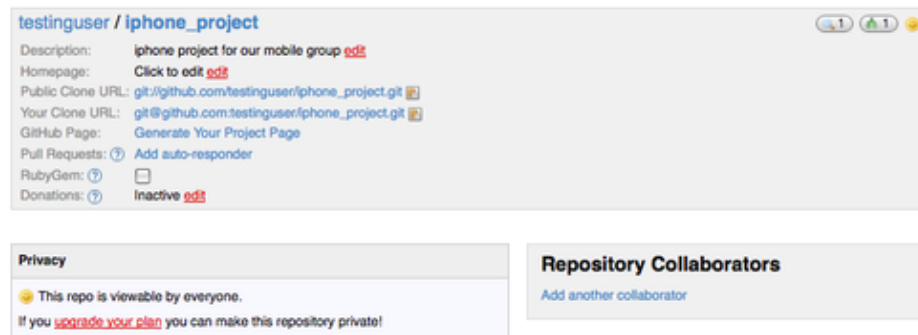 testinguser / iphone_project
1 1
Description: iphone project for our mobile group edit
Homepage: Click to edit edit
Public Clone URL: git://github.com/testinguser/iphone_project.git
Your Clone URL: git@github.com:testinguser/iphone_project.git
GitHub Page: Generate Your Project Page
Pull Requests: (?) Add auto-responder
RubyGem: (?)
Donations: (?) Inactive edit
Privacy
This repo is viewable by everyone.
If you upgrade your plan you can make this repository private!
Repository Collaborators
Add another collaborator